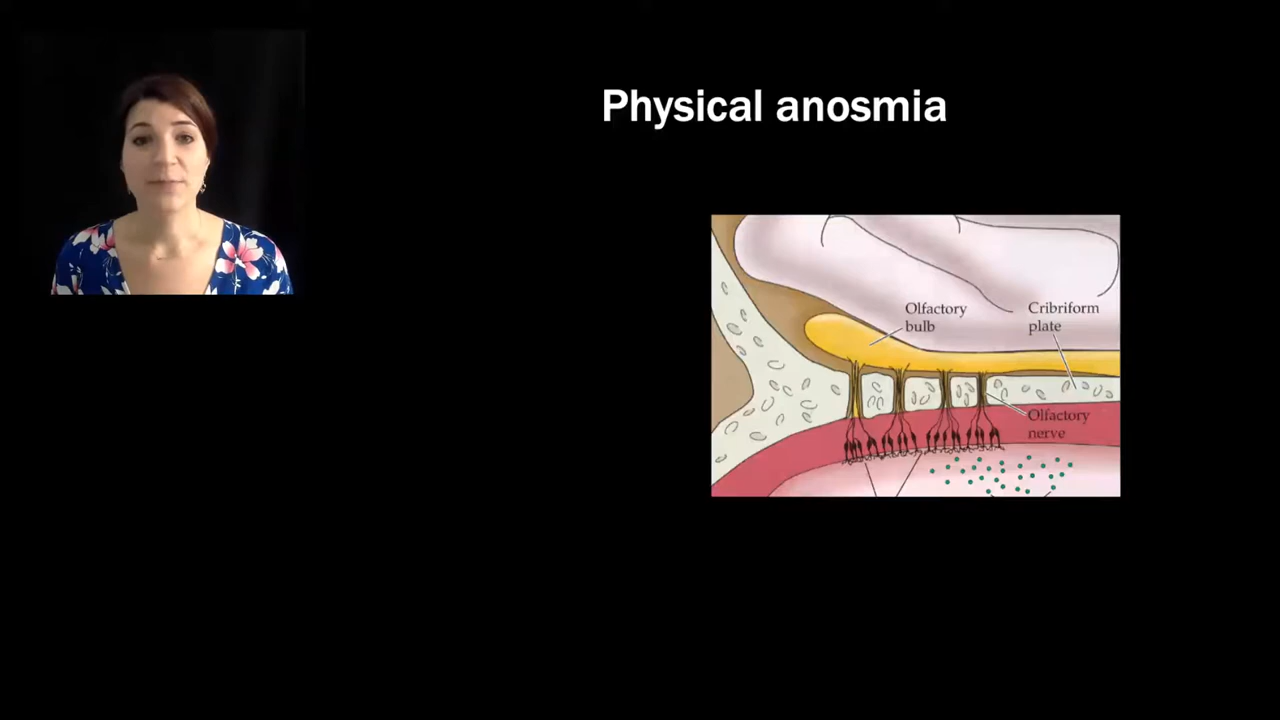 Physical anosmia
Olfactory
bulb
Cribriform
plate
Olfactory
nerve